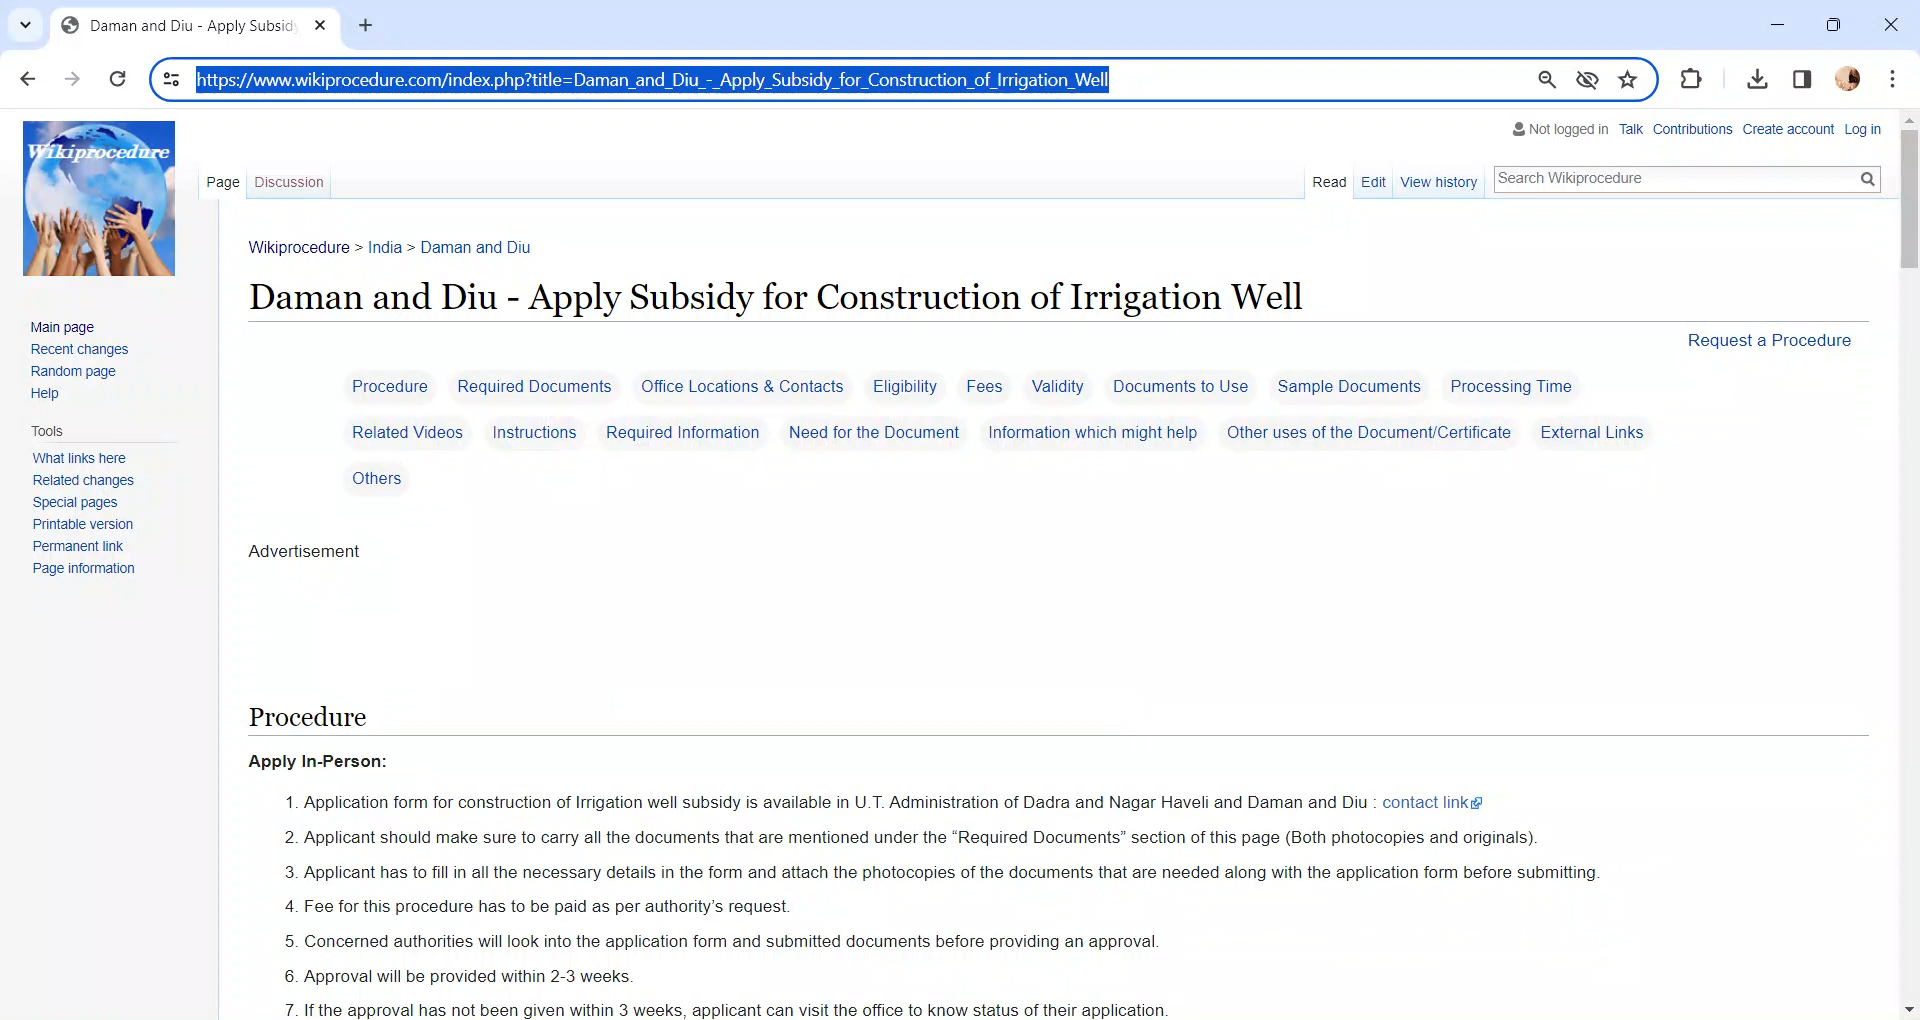 Daman and Diu - Apply Subsidy
https://www.wikiprocedure.com/index.php?title=Daman_and_Diu_-_Apply_Subsidy_for_Construction_of_Irrigation_Well
Wikiprocedure
Not logged in Talk Contributions Create account Log in
Page Discussion Read Edit View history Search Wikiprocedure
Wikiprocedure > India > Daman and Diu
Daman and Diu - Apply Subsidy for Construction of Irrigation Well
Request a Procedure
Main page
Recent changes
Random page
Help
Tools
What links here
Related changes
Special pages
Printable version
Permanent link
Page information
Procedure Required Documents Office Locations & Contacts Eligibility Fees Validity Documents to Use Sample Documents Processing Time
Related Videos Instructions Required Information Need for the Document Information which might help Other uses of the Document/Certificate External Links
Others
Advertisement
Procedure
Apply In-Person:
1. Application form for construction of Irrigation well subsidy is available in U.T. Administration of Dadra and Nagar Haveli and Daman and Diu : contact link
2. Applicant should make sure to carry all the documents that are mentioned under the “Required Documents” section of this page (Both photocopies and originals).
3. Applicant has to fill in all the necessary details in the form and attach the photocopies of the documents that are needed along with the application form before submitting.
4. Fee for this procedure has to be paid as per authority’s request.
5. Concerned authorities will look into the application form and submitted documents before providing an approval.
6. Approval will be provided within 2-3 weeks.
7. If the approval has not been given within 3 weeks, applicant can visit the office to know status of their application.